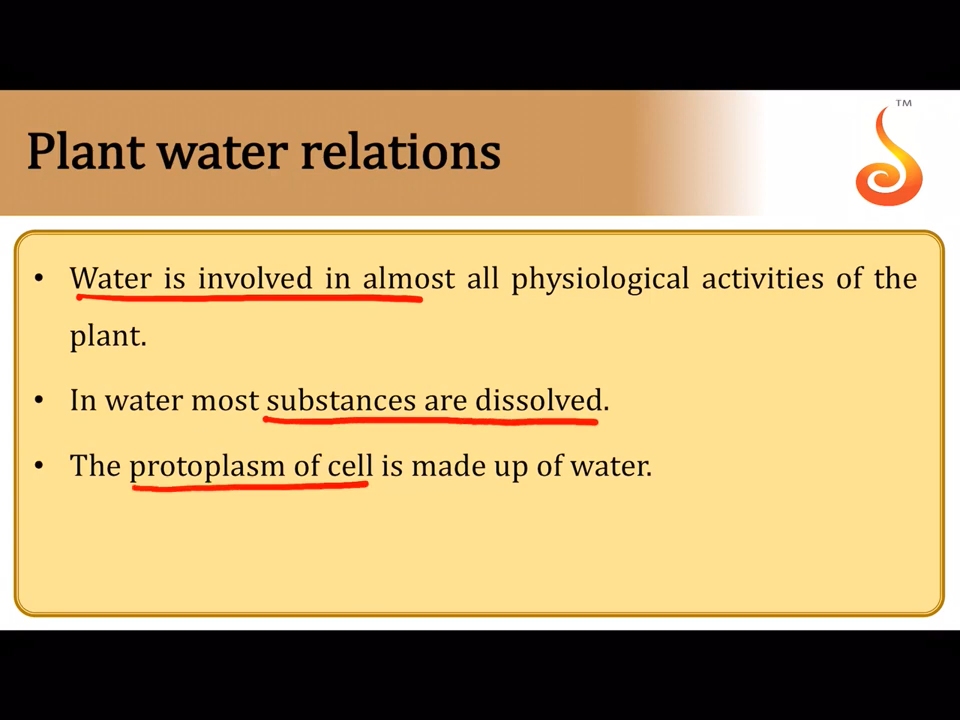 TM
Plant water relations
• Water is involved in almost all physiological activities of the
plant.
• In water most substances are dissolved.
• The protoplasm of cell is made up of water.